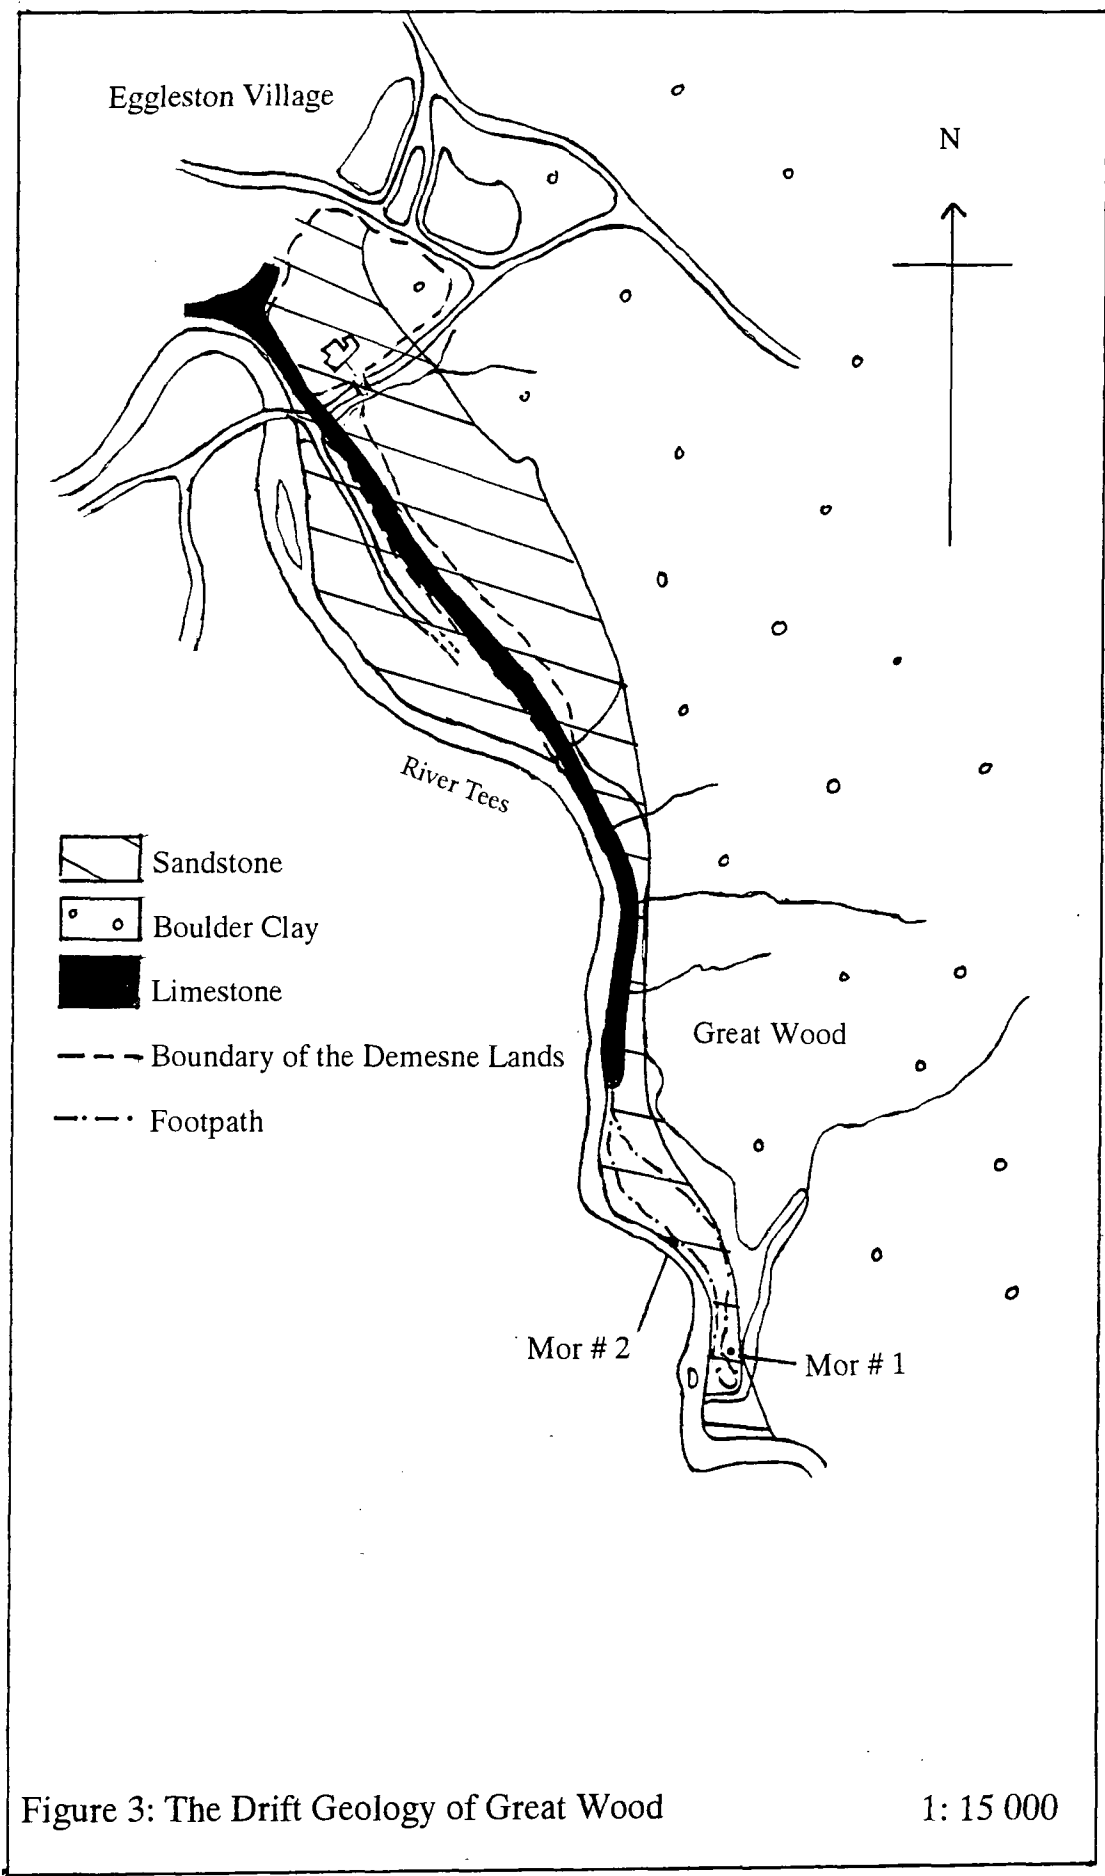 Eggleston Village
N
River Tees
Sandstone
Boulder Clay
Limestone
Boundary of the Demesne Lands
Footpath
Great Wood
Mor # 2
Mor # 1
Figure 3: The Drift Geology of Great Wood
1: 15 000